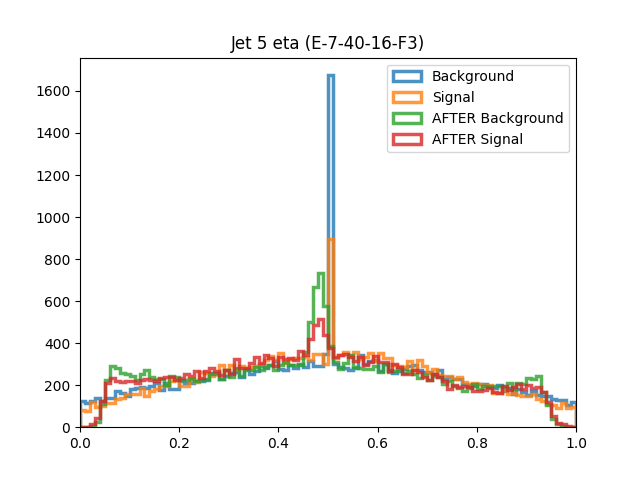 Jet 5 eta (E-7-40-16-F3)
Background
Signal
AFTER Background
AFTER Signal
1600
1400
1200
1000
800
600
400
200
0
0.0 0.2 0.4 0.6 0.8 1.0